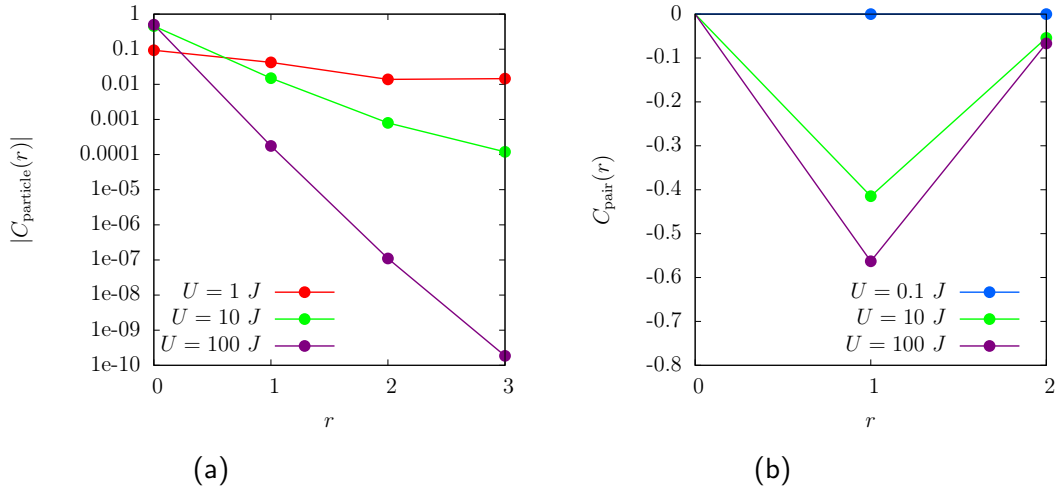 1
0.1
0.01
0.001
0.0001
1e-05
1e-06
1e-07
1e-08
1e-09
1e-10
|C_particle(r)|
U = 1 J
U = 10 J
U = 100 J
0 1 2 3
r
(a)
0
-0.1
-0.2
-0.3
-0.4
-0.5
-0.6
-0.7
-0.8
C_pair(r)
U = 0.1 J
U = 10 J
U = 100 J
0 1 2
r
(b)